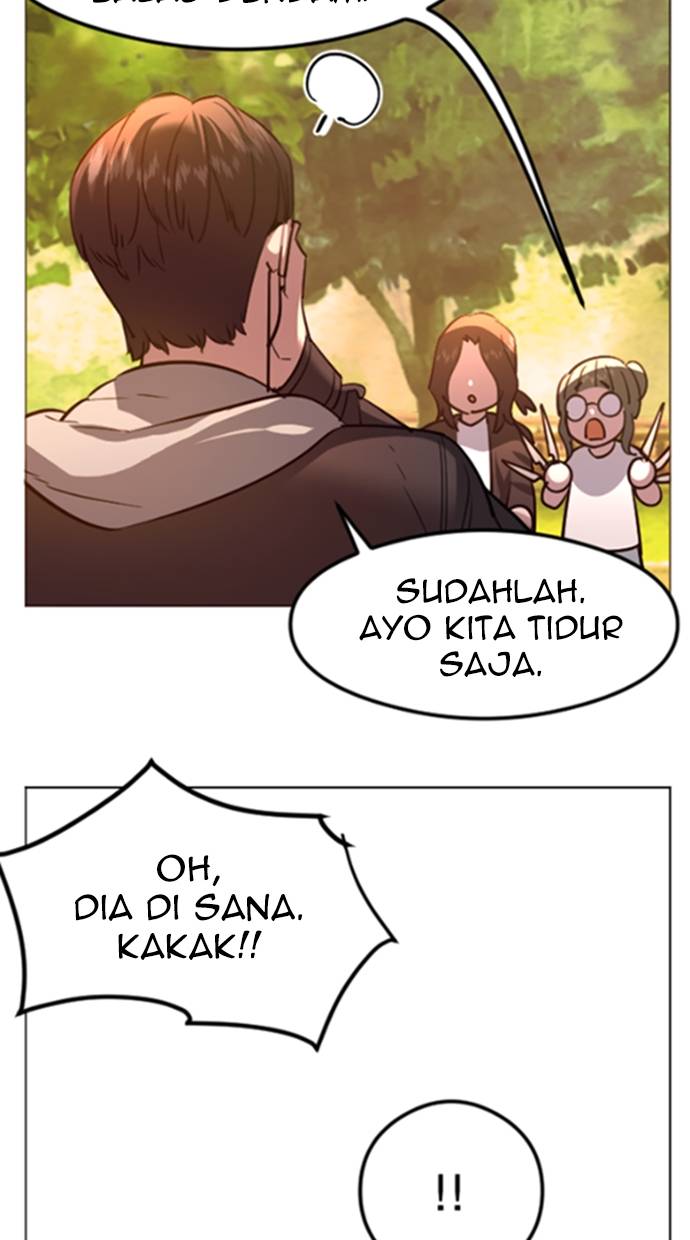 SUDAHLAH.
AYO KITA TIDUR
SAJA.
OH,
DIA DI SANA.
KAKAK!!
!!